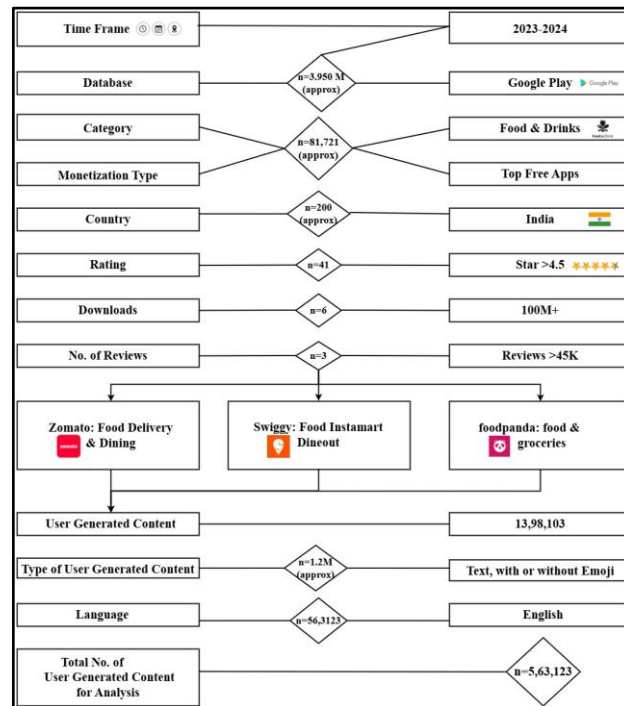 Time Frame
2023-2024
Database
n=3.950 M
(approx)
Google Play
Google Play
Category
n=81,721
(approx)
Food & Drinks
Monetization Type
Top Free Apps
Country
n=200
(approx)
India
Rating
n=41
Star >4.5
Downloads
n=6
100M+
No. of Reviews
n=3
Reviews >45K
Zomato: Food Delivery
& Dining
zomato
Swiggy: Food Instamart
Dineout
foodpanda: food &
groceries
User Generated Content
13,98,103
Type of User Generated Content
n=1.2M
(approx)
Text, with or without Emoji
Language
n=56,3123
English
Total No. of
User Generated Content
for Analysis
n=5,63,123